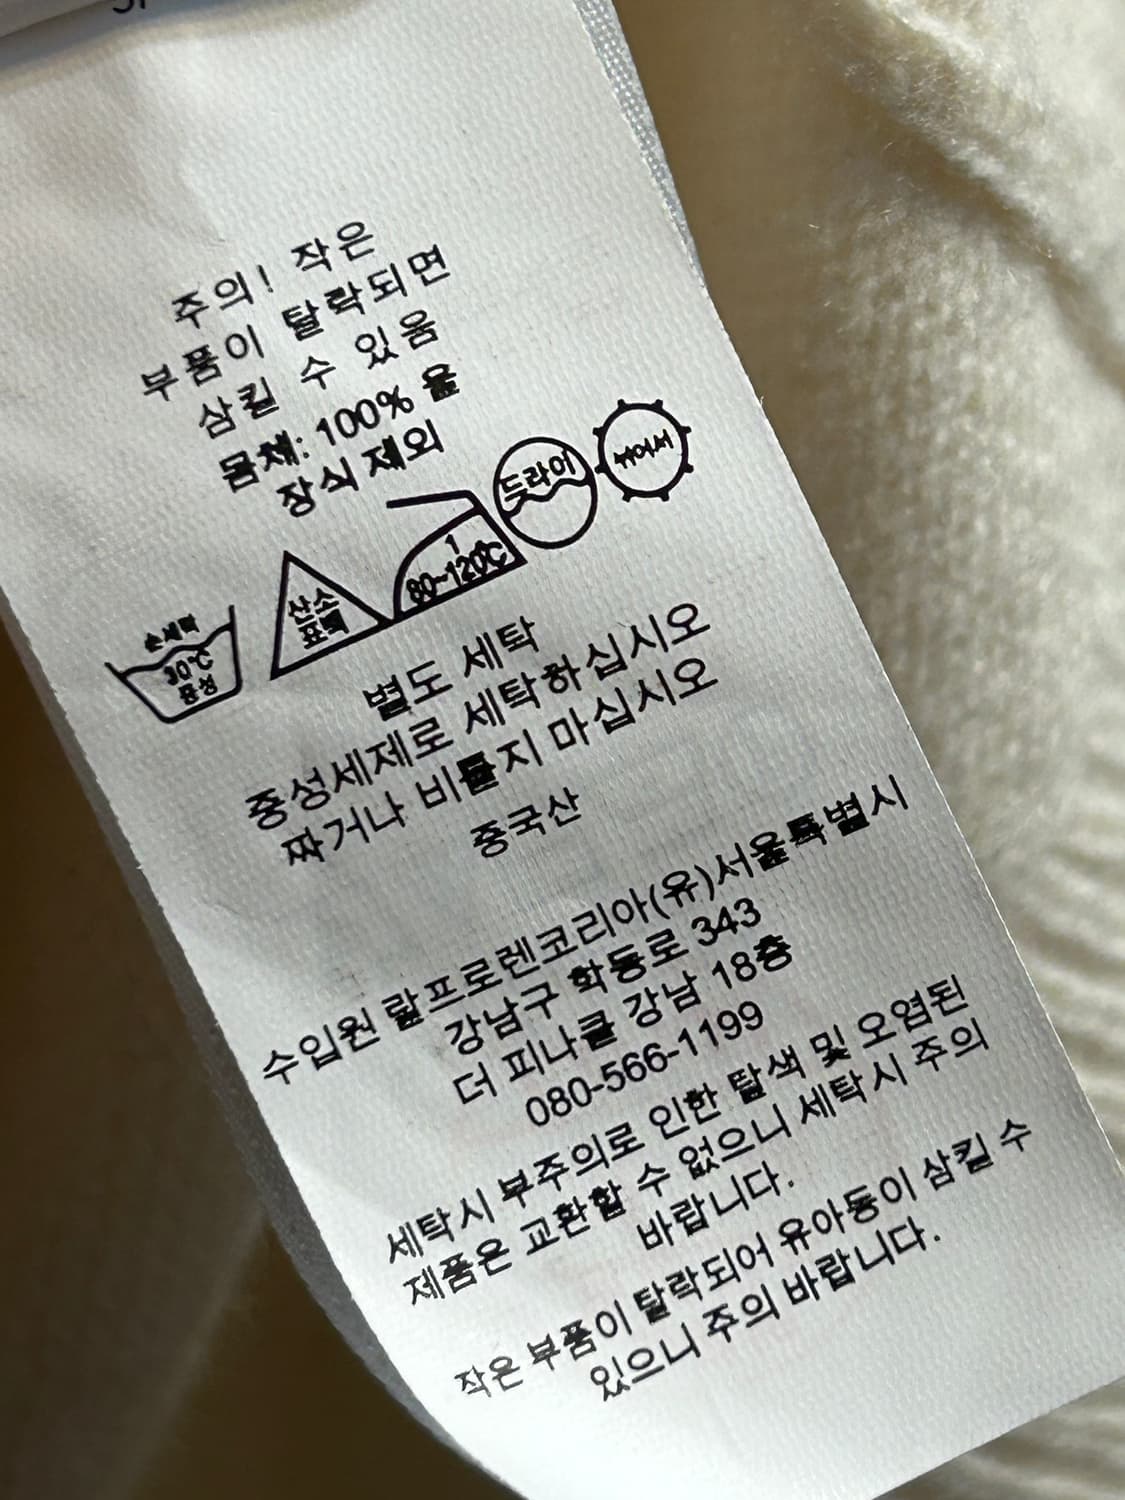 주의! 작은
부품이 탈락되면
삼킬 수 있음
몸체: 100% 울
장식 제외
손세탁
30℃
중성
산소
표백
1
80~120℃
드라이
뉘어서
별도 세탁
중성세제로 세탁하십시오
짜거나 비틀지 마십시오
중국산
수입원 랄프로렌코리아(유)서울특별시
강남구 학동로 343
더 피나클 강남 18층
080-566-1199
세탁시 부주의로 인한 탈색 및 오염된
제품은 교환할 수 없으니 세탁시 주의
바랍니다.
작은 부품이 탈락되어 유아동이 삼킬 수
있으니 주의 바랍니다.